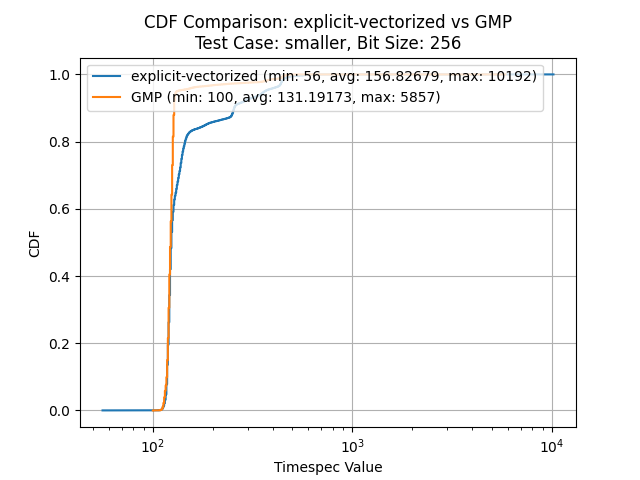 CDF Comparison: explicit-vectorized vs GMP
Test Case: smaller, Bit Size: 256
explicit-vectorized (min: 56, avg: 156.82679, max: 10192)
GMP (min: 100, avg: 131.19173, max: 5857)
CDF
1.0
0.8
0.6
0.4
0.2
0.0
10²
10³
10⁴
Timespec Value